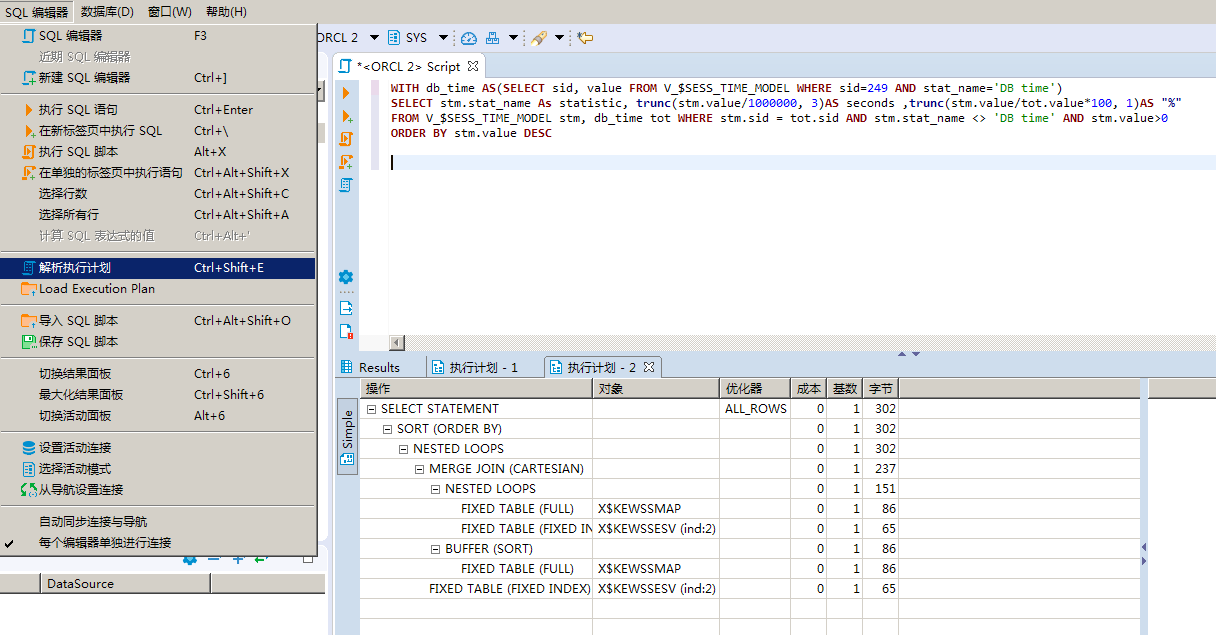 SQL 编辑器 数据库(D) 窗口(W) 帮助(H)
SQL 编辑器 F3
近期 SQL 编辑器
新建 SQL 编辑器 Ctrl+]
执行 SQL 语句 Ctrl+Enter
在新标签页中执行 SQL Ctrl+\
执行 SQL 脚本 Alt+X
在单独的标签页中执行语句 Ctrl+Alt+Shift+X
选择行数 Ctrl+Alt+Shift+C
选择所有行 Ctrl+Alt+Shift+A
计算 SQL 表达式的值 Ctrl+Alt+'
解析执行计划 Ctrl+Shift+E
Load Execution Plan
导入 SQL 脚本 Ctrl+Alt+Shift+O
保存 SQL 脚本
切换结果面板 Ctrl+6
最大化结果面板 Ctrl+Shift+6
切换活动面板 Alt+6
设置活动连接
选择活动模式
从导航设置连接
自动同步连接与导航
每个编辑器单独进行连接
DataSource
ORCL 2 SYS
*<ORCL 2> Script
WITH db_time AS(SELECT sid, value FROM V_$SESS_TIME_MODEL WHERE sid=249 AND stat_name='DB time')
SELECT stm.stat_name As statistic, trunc(stm.value/1000000, 3)AS seconds ,trunc(stm.value/tot.value*100, 1)AS "%"
FROM V_$SESS_TIME_MODEL stm, db_time tot WHERE stm.sid = tot.sid AND stm.stat_name <> 'DB time' AND stm.value>0
ORDER BY stm.value DESC
Results 执行计划 - 1 执行计划 - 2
Simple
操作 对象 优化器 成本 基数 字节
SELECT STATEMENT ALL_ROWS 0 1 302
SORT (ORDER BY) 0 1 302
NESTED LOOPS 0 1 302
MERGE JOIN (CARTESIAN) 0 1 237
NESTED LOOPS 0 1 151
FIXED TABLE (FULL) X$KEWSSMAP 0 1 86
FIXED TABLE (FIXED IN X$KEWSSESV (ind:2) 0 1 65
BUFFER (SORT) 0 1 86
FIXED TABLE (FULL) X$KEWSSMAP 0 1 86
FIXED TABLE (FIXED INDEX) X$KEWSSESV (ind:2) 0 1 65